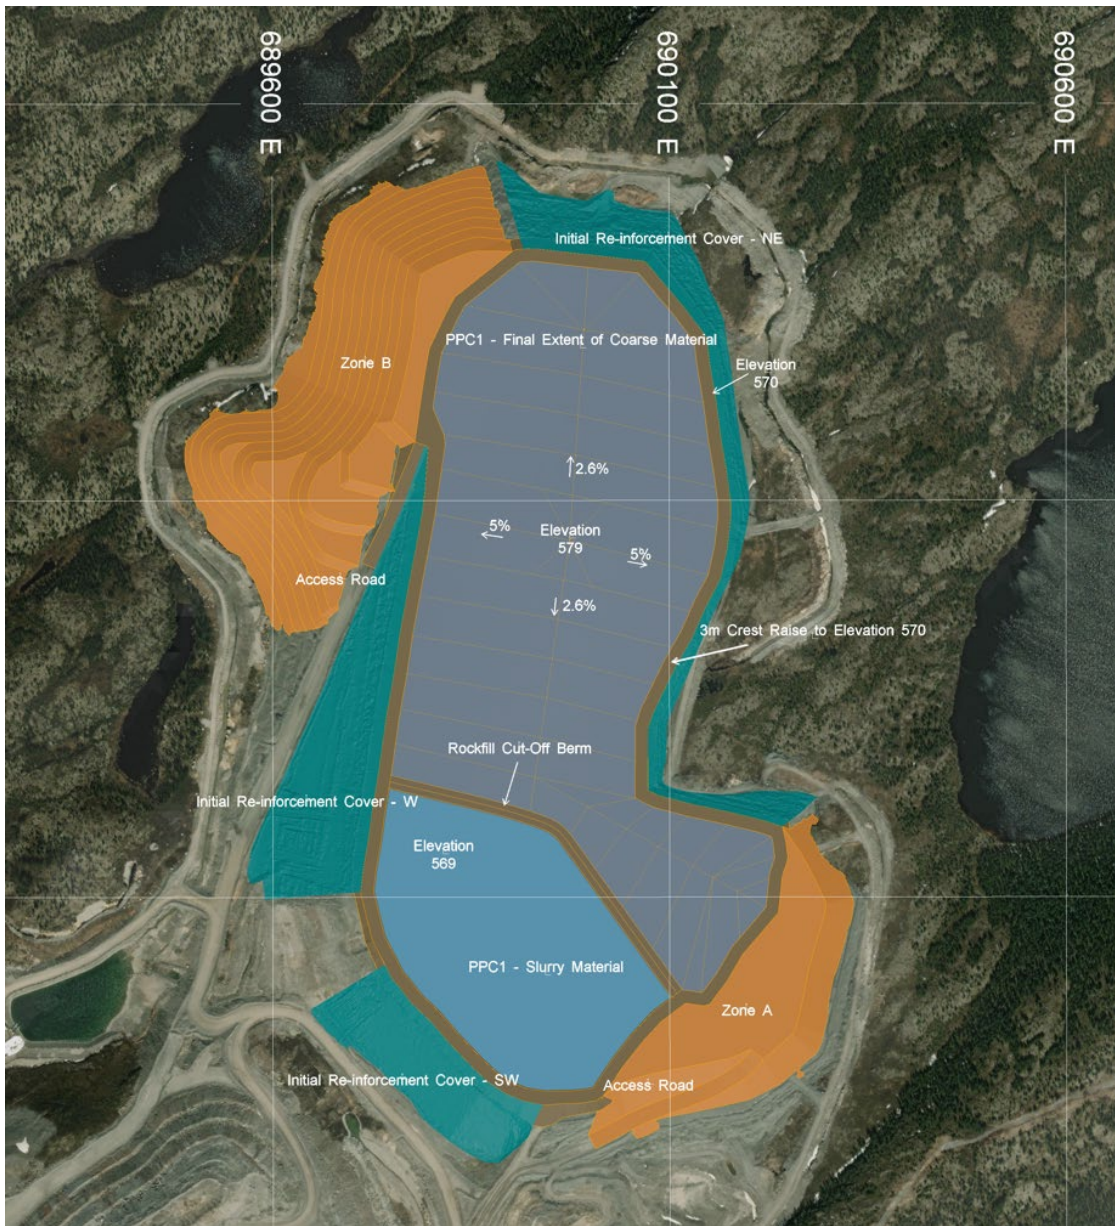 689600 E
690100 E
690600 E
Initial Re-inforcement Cover - NE
PPC1 - Final Extent of Coarse Material
Zone B
Elevation
570
2.6%
5%
Elevation
579
5%
Access Road
2.6%
3m Crest Raise to Elevation 570
Rockfill Cut-Off Berm
Initial Re-inforcement Cover - W
Elevation
569
PPC1 - Slurry Material
Zone A
Initial Re-inforcement Cover - SW
Access Road